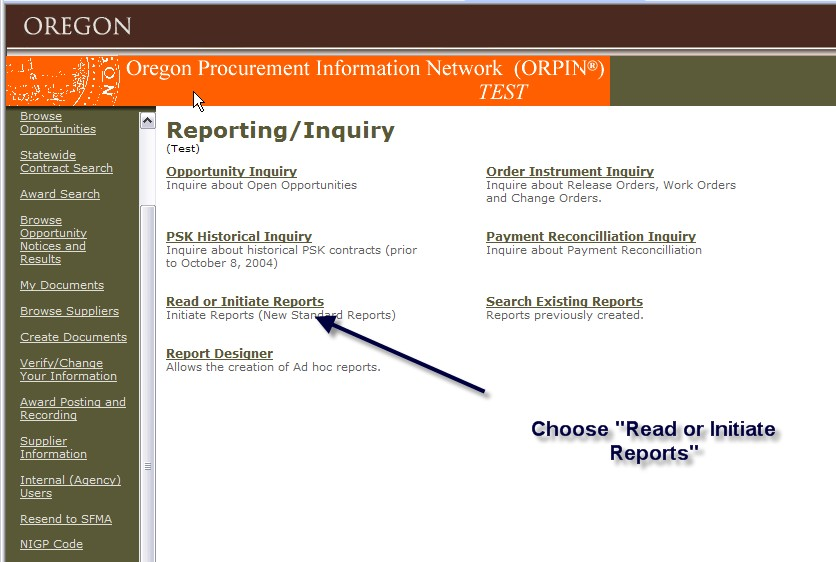 OREGON
Oregon Procurement Information Network (ORPIN®)
TEST
Browse
Opportunities
Statewide
Contract Search
Award Search
Browse
Opportunity
Notices and
Results
My Documents
Browse Suppliers
Create Documents
Verify/Change
Your Information
Award Posting and
Recording
Supplier
Information
Internal (Agency)
Users
Resend to SFMA
NIGP Code
Reporting/Inquiry
(Test)
Opportunity Inquiry
Inquire about Open Opportunities
Order Instrument Inquiry
Inquire about Release Orders, Work Orders
and Change Orders.
PSK Historical Inquiry
Inquire about historical PSK contracts (prior
to October 8, 2004)
Payment Reconcilliation Inquiry
Inquire about Payment Reconcilliation
Read or Initiate Reports
Initiate Reports (New Standard Reports)
Search Existing Reports
Reports previously created.
Report Designer
Allows the creation of Ad hoc reports.
Choose "Read or Initiate
Reports"